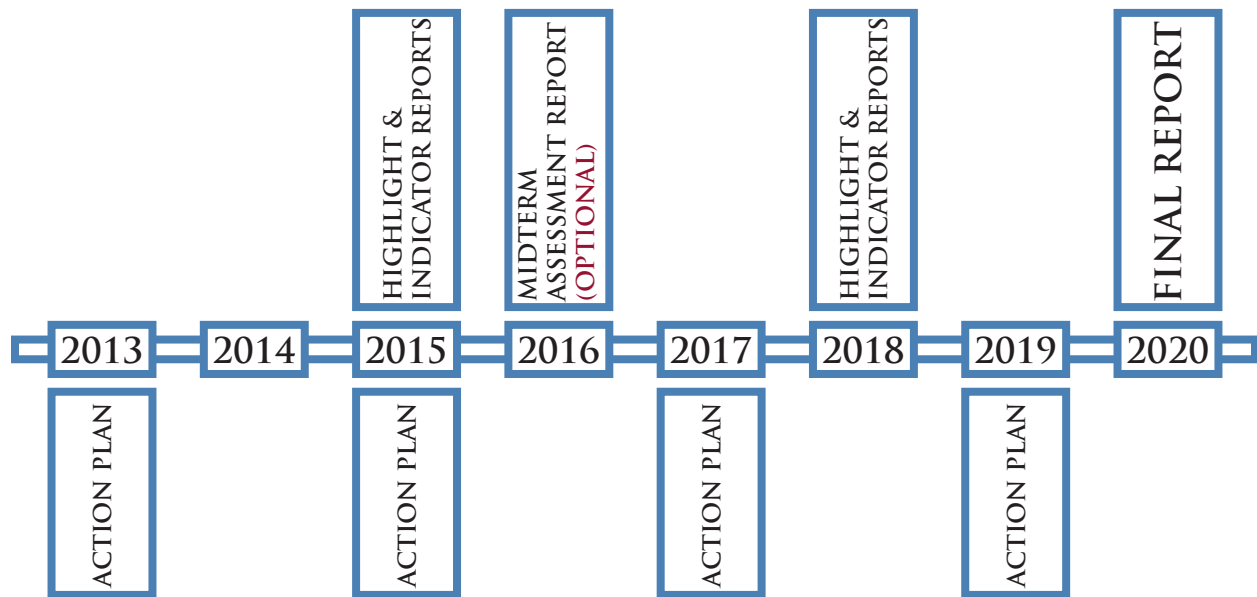 HIGHLIGHT &
INDICATOR REPORTS
MIDTERM
ASSESSMENT REPORT
(OPTIONAL)
HIGHLIGHT &
INDICATOR REPORTS
FINAL REPORT
2013
2014
2015
2016
2017
2018
2019
2020
ACTION PLAN
ACTION PLAN
ACTION PLAN
ACTION PLAN